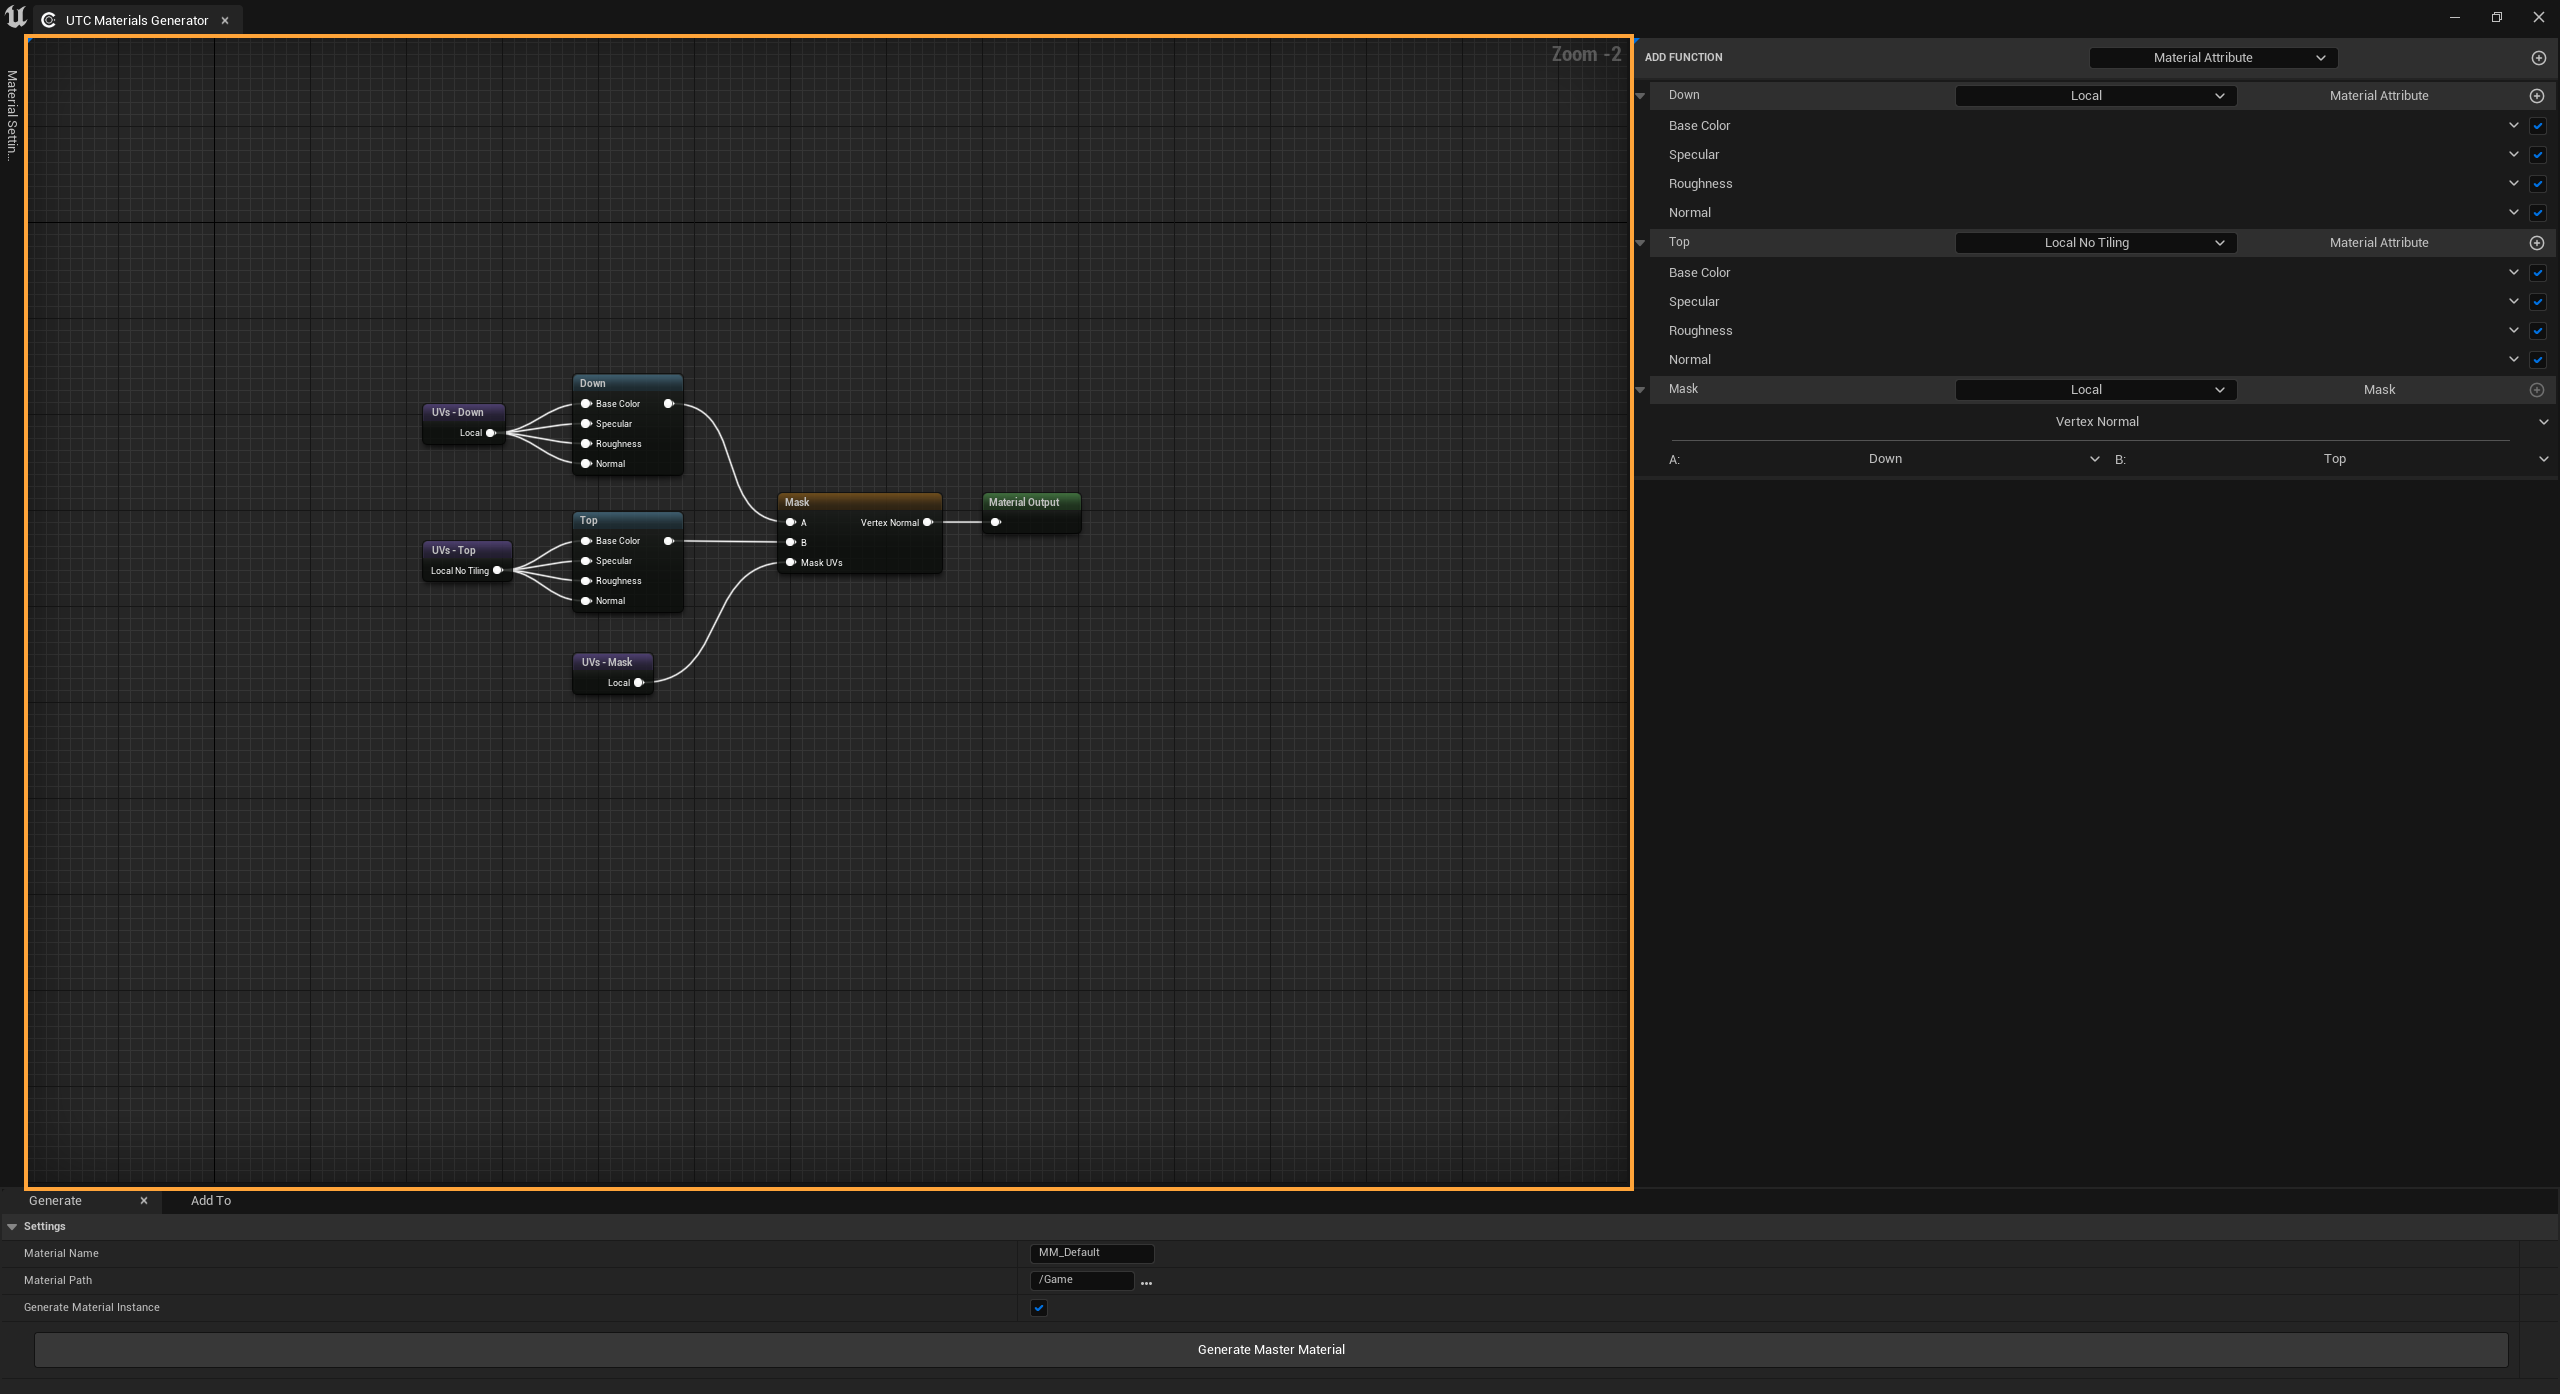 UTC Materials Generator
Material Settin...
Zoom -2
UVs - Down
Local
Down
Base Color
Specular
Roughness
Normal
UVs - Top
Local No Tiling
Top
Base Color
Specular
Roughness
Normal
UVs - Mask
Local
Mask
A Vertex Normal
B
Mask UVs
Material Output
ADD FUNCTION Material Attribute
Down Local Material Attribute
Base Color
Specular
Roughness
Normal
Top Local No Tiling Material Attribute
Base Color
Specular
Roughness
Normal
Mask Local Mask
Vertex Normal
A: Down B: Top
Generate Add To
Settings
Material Name MM_Default
Material Path /Game ...
Generate Material Instance
Generate Master Material